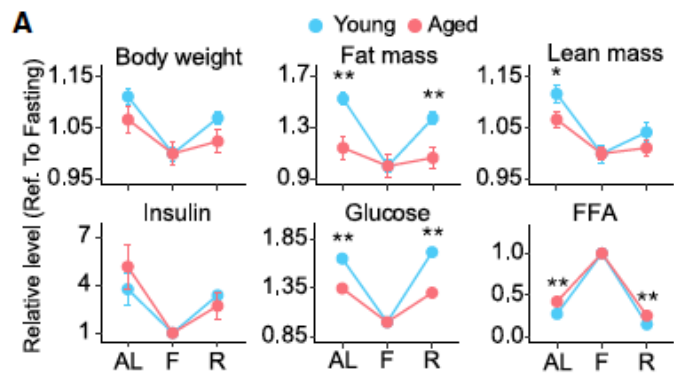 A
Young Aged
Body weight Fat mass Lean mass
Relative level (Ref. To Fasting)
1,15 1.7 1,15
** ** *
1.05 1.3 1.05
0.95 0.9 0.95
Insulin Glucose FFA
7 1.85 1.0
** ** ** **
4 1,35 0.5
1 0.85 0.0
AL F R AL F R AL F R